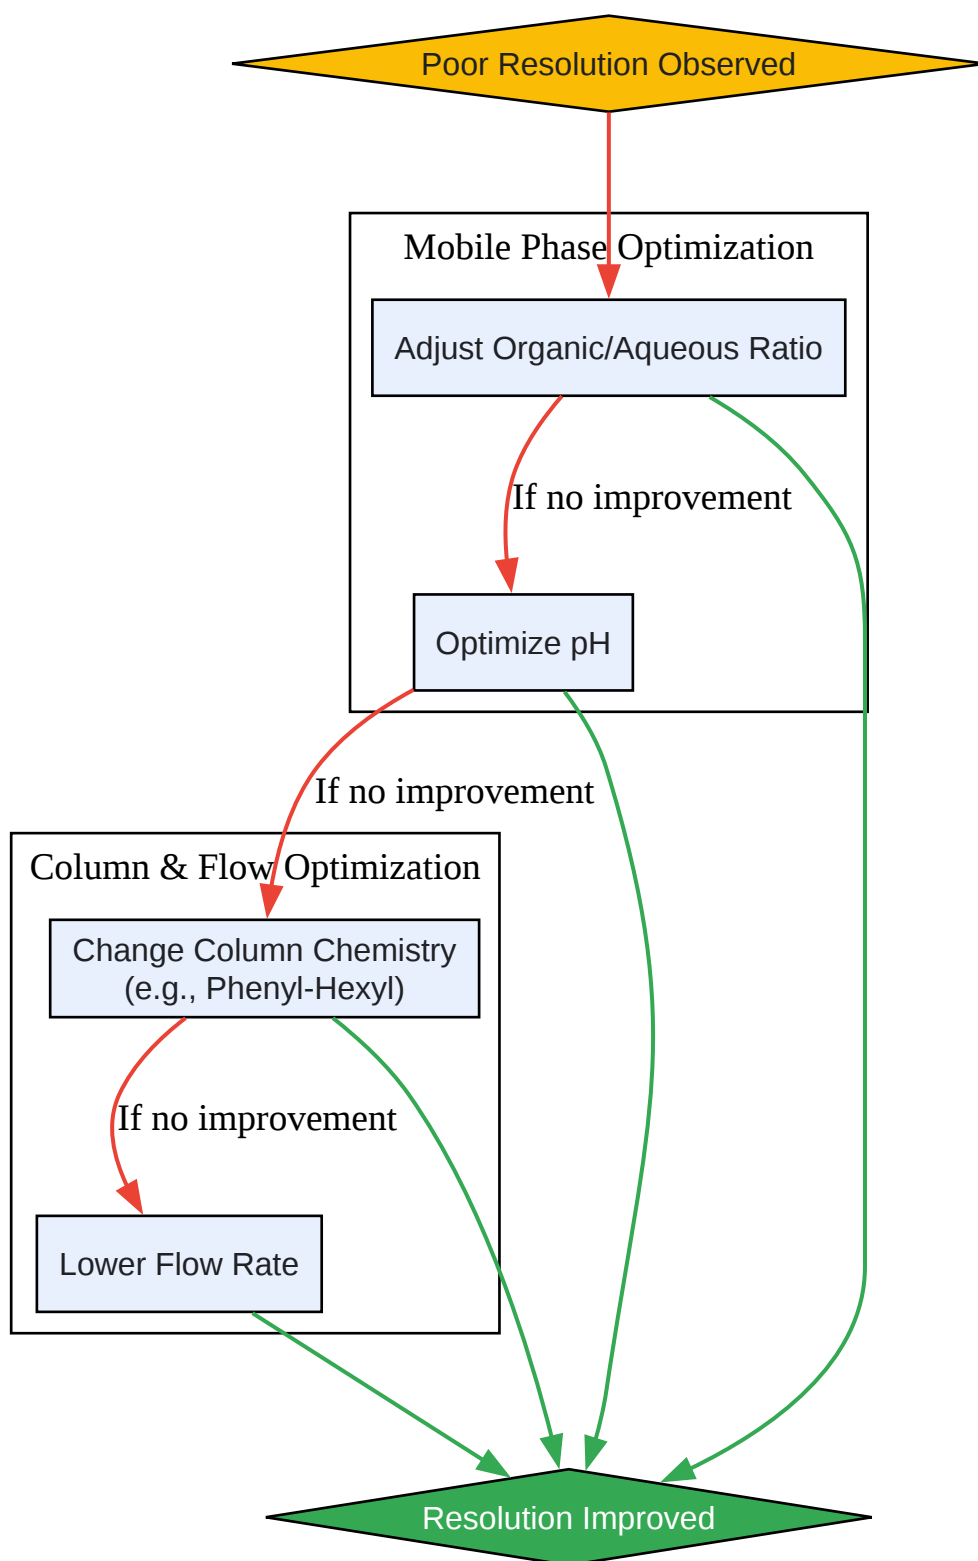 Poor Resolution Observed
Mobile Phase Optimization
Adjust Organic/Aqueous Ratio
If no improvement
Optimize pH
If no improvement
Column & Flow Optimization
Change Column Chemistry
(e.g., Phenyl-Hexyl)
If no improvement
Lower Flow Rate
Resolution Improved